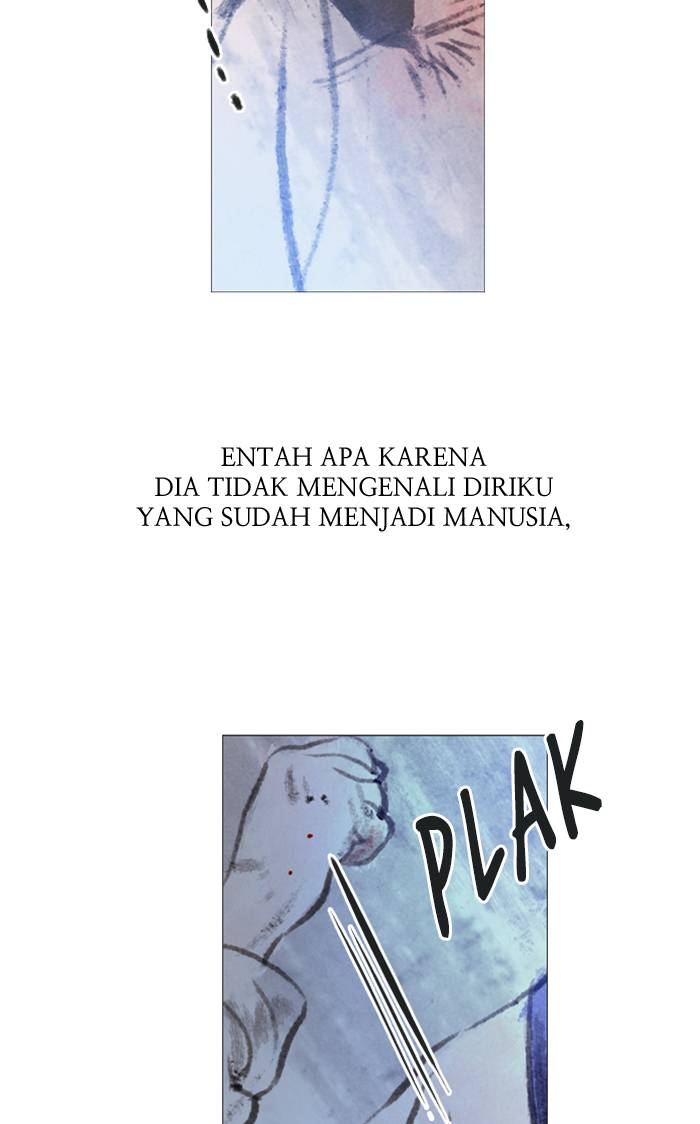 ENTAH APA KARENA
DIA TIDAK MENGENALI DIRIKU
YANG SUDAH MENJADI MANUSIA,
PLAK